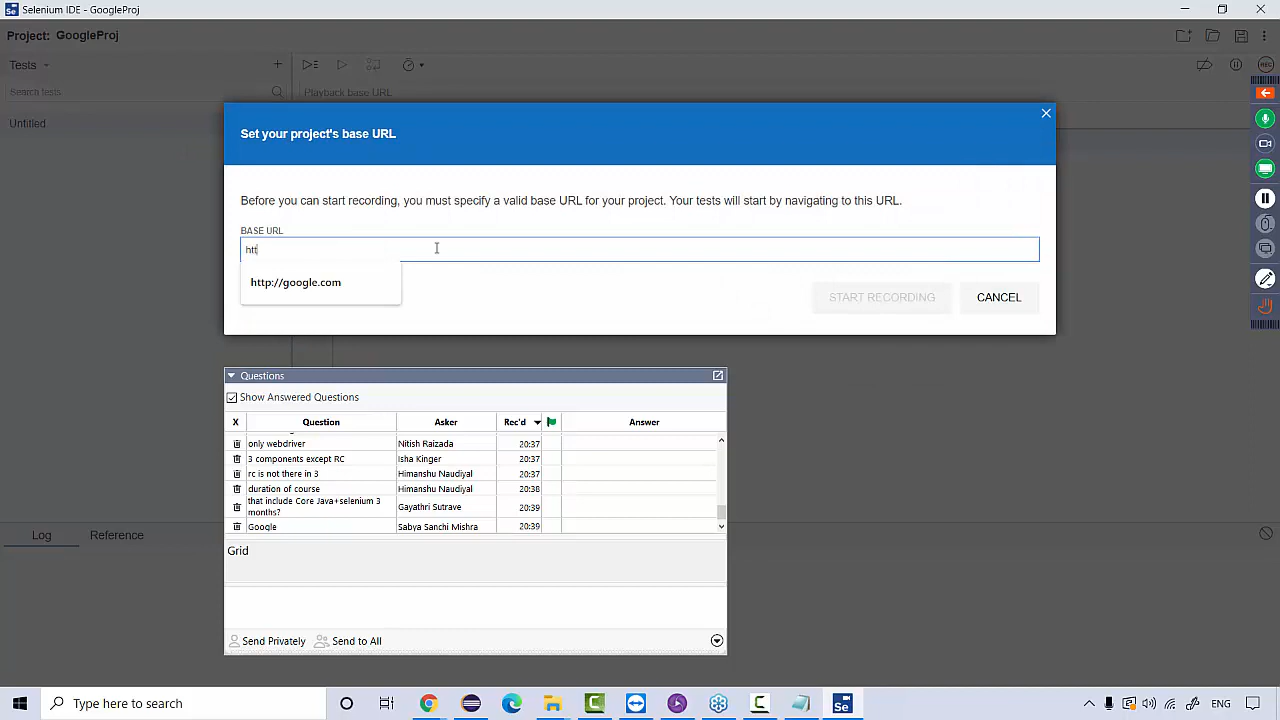 Selenium IDE - GoogleProj
Project: GoogleProj
Tests
Search tests...
Playback base URL
REC
Untitled
Set your project's base URL
Before you can start recording, you must specify a valid base URL for your project. Your tests will start by navigating to this URL.
BASE URL
htt
http://google.com
START RECORDING
CANCEL
Questions
Show Answered Questions
X Question Asker Rec'd Answer
only webdriver Nitish Raizada 20:37
3 components except RC Isha Kinger 20:37
rc is not there in 3 Himanshu Naudiyal 20:37
duration of course Himanshu Naudiyal 20:38
that include Core Java+selenium 3
months? Gayathri Sutrave 20:39
Google Sabya Sanchi Mishra 20:39
Grid
Send Privately Send to All
Log Reference
Type here to search
Se
ENG